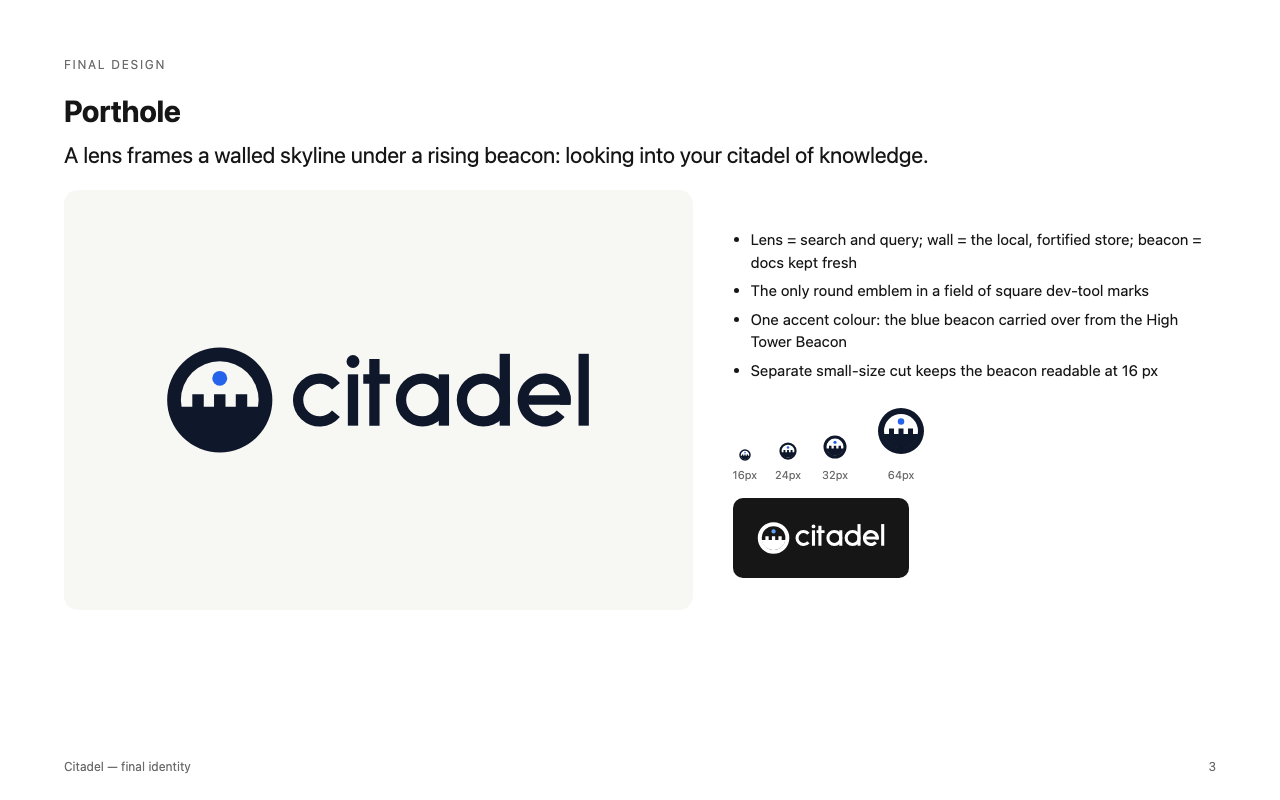 FINAL DESIGN
Porthole
A lens frames a walled skyline under a rising beacon: looking into your citadel of knowledge.
citadel
• Lens = search and query; wall = the local, fortified store; beacon =
docs kept fresh
• The only round emblem in a field of square dev-tool marks
• One accent colour: the blue beacon carried over from the High
Tower Beacon
• Separate small-size cut keeps the beacon readable at 16 px
16px 24px 32px 64px
citadel
Citadel — final identity 3